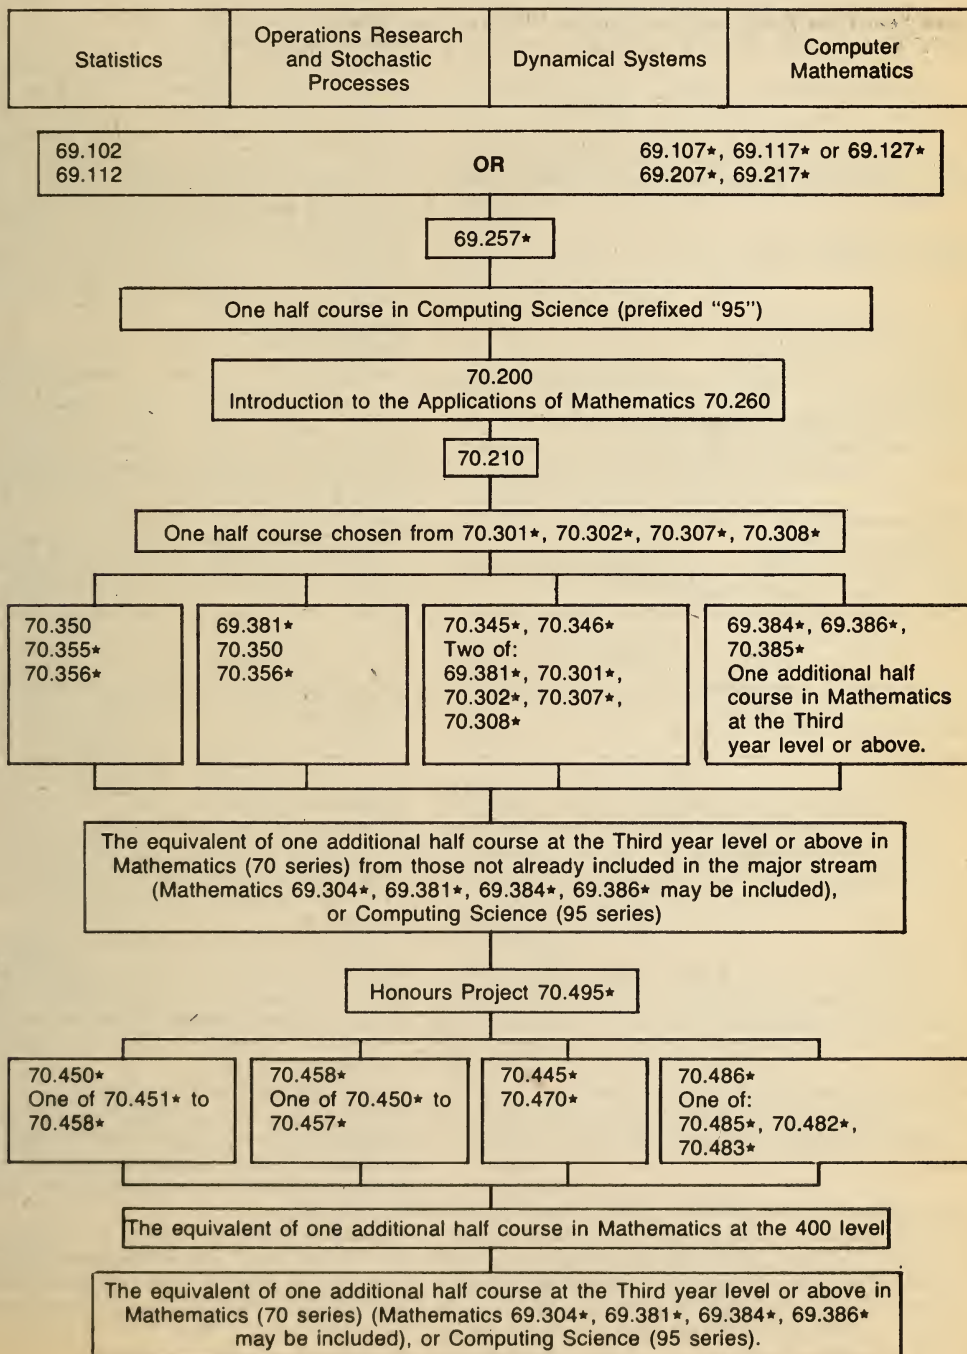 Statistics
Operations Research
and Stochastic
Processes
Dynamical Systems
Computer
Mathematics
69.102
69.112
OR
69.107★, 69.117★ or 69.127★
69.207★, 69.217★
69.257★
One half course in Computing Science (prefixed “95”)
70.200
Introduction to the Applications of Mathematics 70.260
70.210
One half course chosen from 70.301★, 70.302★, 70.307★, 70.308★
70.350
70.355★
70.356★
69.381★
70.350
70.356★
70.345★, 70.346★
Two of:
69.381★, 70.301★,
70.302★, 70.307★,
70.308★
69.384★, 69.386★,
70.385★
One additional half
course in Mathematics
at the Third
year level or above.
The equivalent of one additional half course at the Third year level or above in
Mathematics (70 series) from those not already included in the major stream
(Mathematics 69.304★, 69.381★, 69.384★, 69.386★ may be included),
or Computing Science (95 series)
Honours Project 70.495★
70.450★
One of 70.451★ to
70.458★
70.458★
One of 70.450★ to
70.457★
70.445★
70.470★
70.486★
One of:
70.485★, 70.482★,
70.483★
The equivalent of one additional half course in Mathematics at the 400 level
The equivalent of one additional half course at the Third year level or above in
Mathematics (70 series) (Mathematics 69.304★, 69.381★, 69.384★, 69.386★
may be included), or Computing Science (95 series).